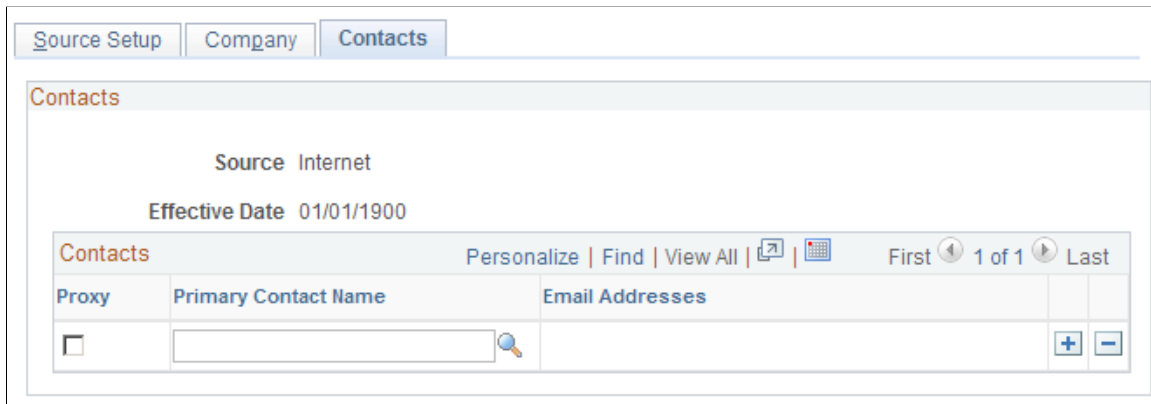 Source Setup Company Contacts
Contacts
Source Internet
Effective Date 01/01/1900
Contacts Personalize | Find | View All | | First 1 of 1 Last
Proxy Primary Contact Name Email Addresses